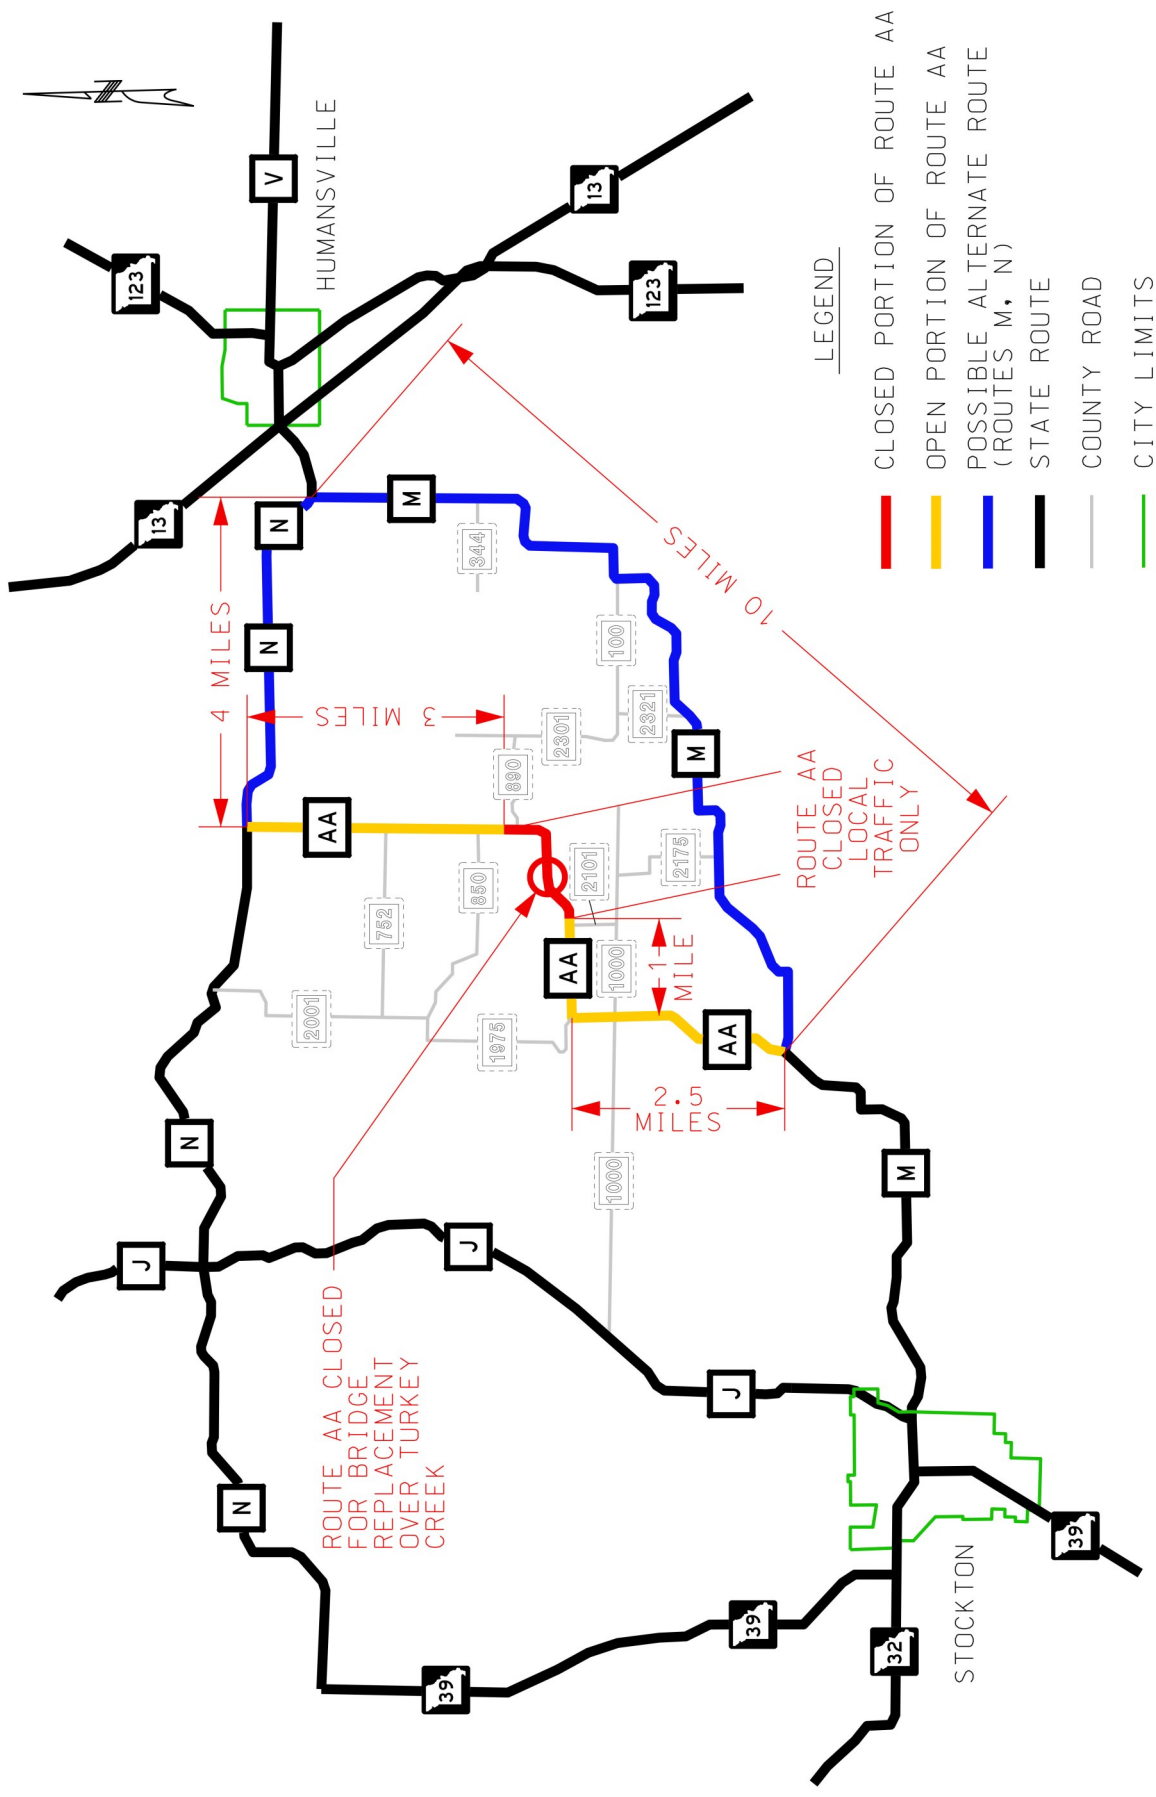 123
V
HUMANSVILLE
13
N
M
13
123
4 MILES
344
N
10 MILES
100
3 MILES
2301
2321
890
M
AA
ROUTE AA
CLOSED
LOCAL
TRAFFIC
ONLY
850
2101
2175
752
AA
1000
1
MILE
2001
1975
AA
2.5
MILES
N
1000
M
J
J
ROUTE AA CLOSED
FOR BRIDGE
REPLACEMENT
OVER TURKEY
CREEK
J
N
39
STOCKTON
39
39
32
LEGEND
CLOSED PORTION OF ROUTE AA
OPEN PORTION OF ROUTE AA
POSSIBLE ALTERNATE ROUTE
(ROUTES M, N)
STATE ROUTE
COUNTY ROAD
CITY LIMITS